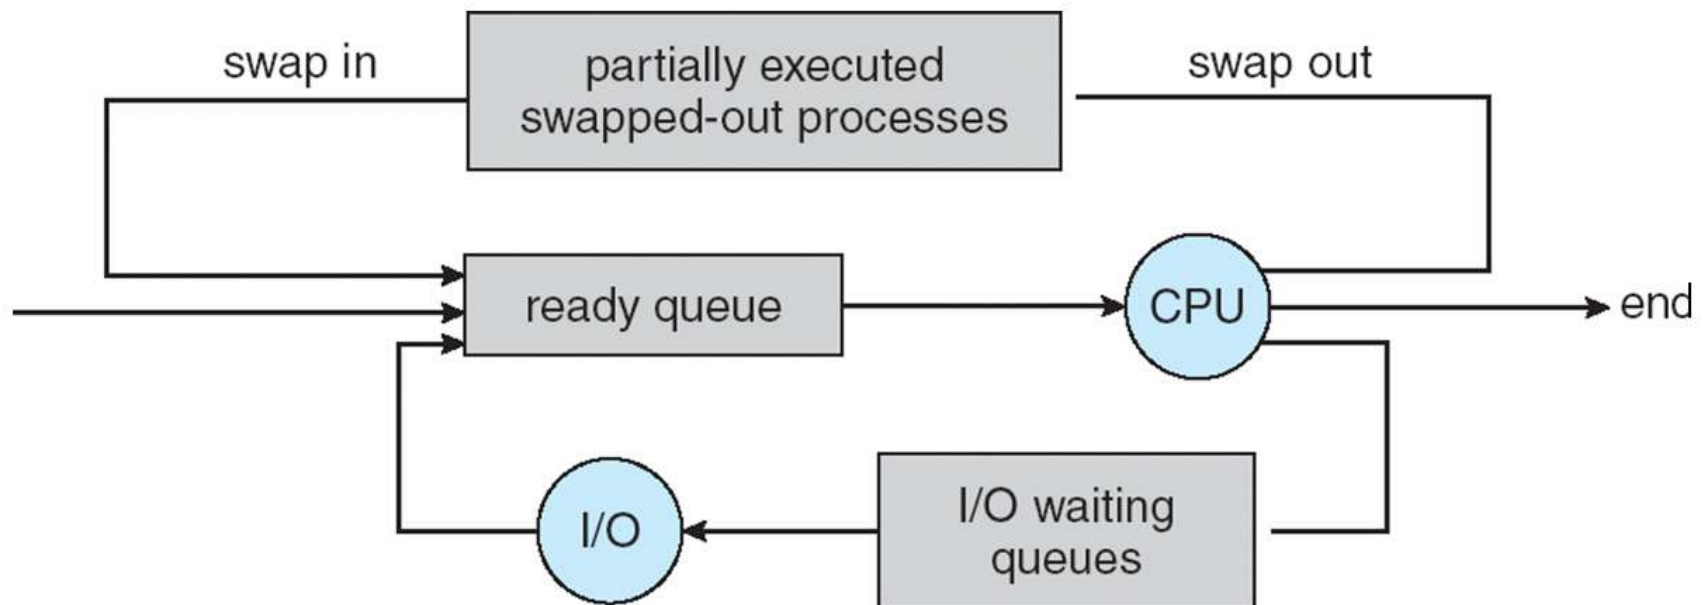 swap in
partially executed
swapped-out processes
swap out
ready queue
CPU
end
I/O
I/O waiting
queues